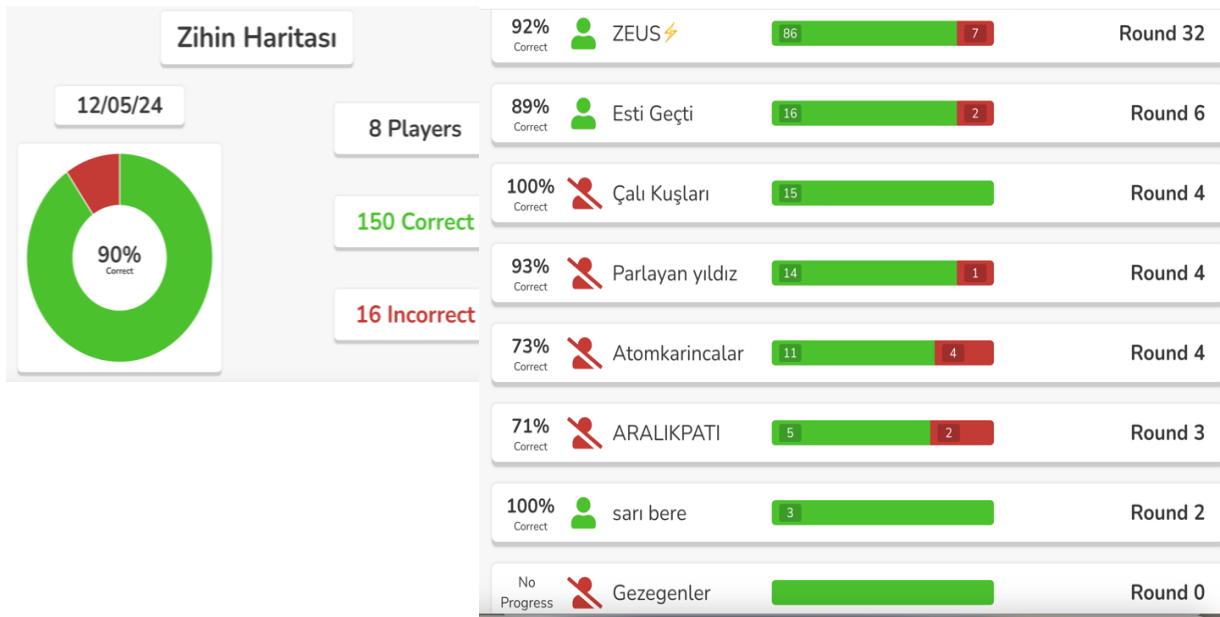 Zihin Haritası
12/05/24
90%
Correct
8 Players
150 Correct
16 Incorrect
92%
Correct
ZEUS⚡
86
7
Round 32
89%
Correct
Esti Geçti
16
2
Round 6
100%
Correct
Çalı Kuşları
15
Round 4
93%
Correct
Parlayan yıldız
14
1
Round 4
73%
Correct
Atomkarincalar
11
4
Round 4
71%
Correct
ARALIKPATI
5
2
Round 3
100%
Correct
sarı bere
3
Round 2
No
Progress
Gezegenler
Round 0